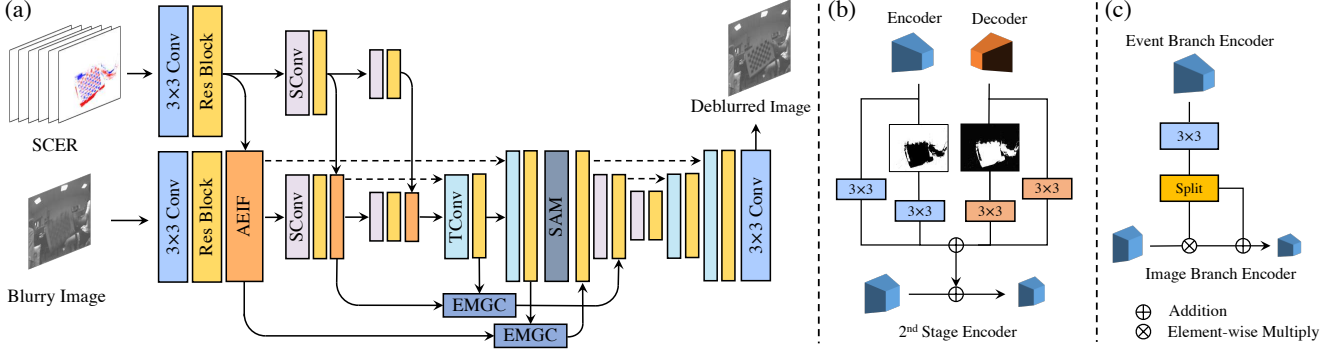 (a)
3×3 Conv
Res Block
SConv
SCER
Deblurred Image
3×3 Conv
Res Block
AEIF
SConv
TConv
SAM
3×3 Conv
Blurry Image
EMGC
EMGC
(b)
Encoder
Decoder
3×3
3×3
3×3
3×3
2nd Stage Encoder
(c)
Event Branch Encoder
3×3
Split
Image Branch Encoder
Addition
Element-wise Multiply